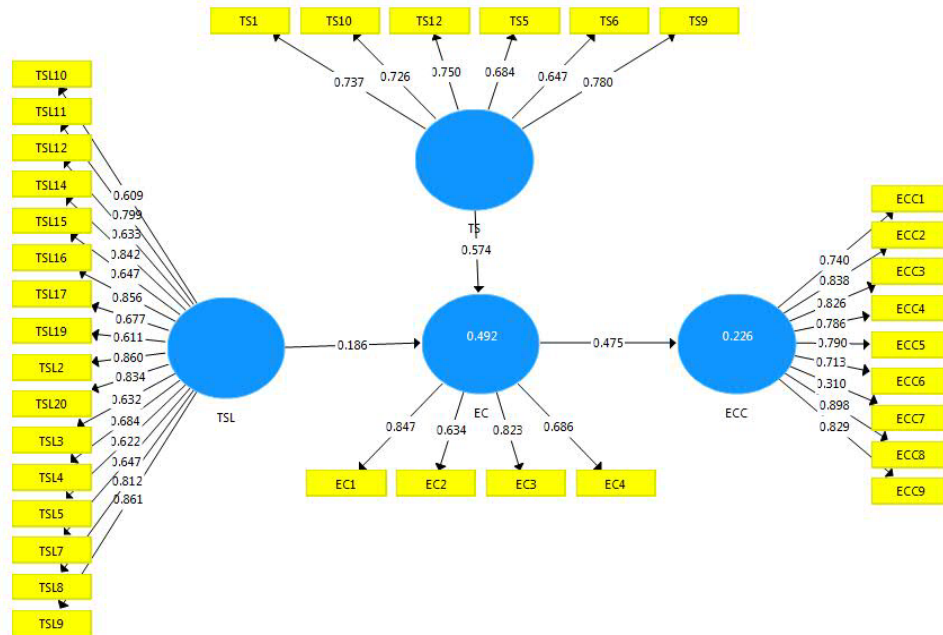 TS1
TS10
TS12
TS5
TS6
TS9
0.737
0.726
0.750
0.684
0.647
0.780
TS
0.574
TSL10
TSL11
TSL12
TSL14
TSL15
TSL16
TSL17
TSL19
TSL2
TSL20
TSL3
TSL4
TSL5
TSL7
TSL8
TSL9
0.609
0.799
0.633
0.842
0.647
0.856
0.677
0.611
0.860
0.834
0.632
0.684
0.622
0.647
0.812
0.861
TSL
0.186
0.492
EC
0.847
0.634
0.823
0.686
EC1
EC2
EC3
EC4
0.475
0.226
ECC
0.740
0.838
0.826
0.786
0.790
0.713
0.310
0.898
0.829
ECC1
ECC2
ECC3
ECC4
ECC5
ECC6
ECC7
ECC8
ECC9